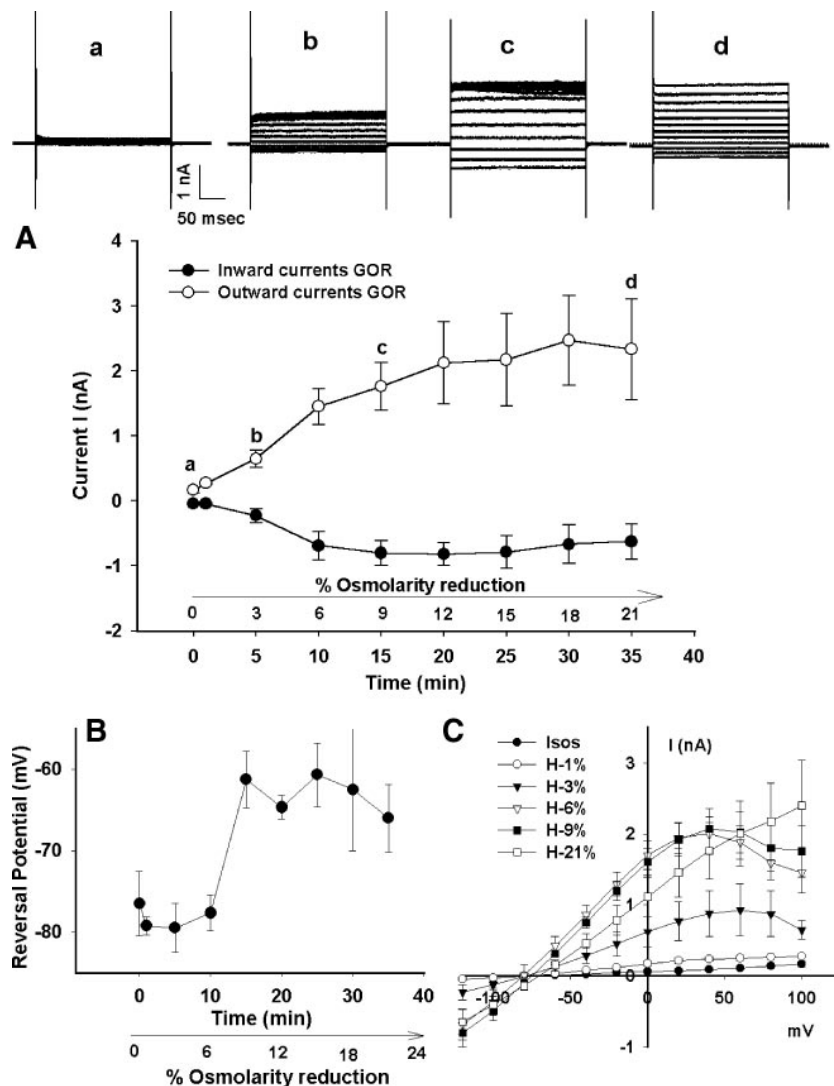 a b c d
1 nA
50 msec
A
4
3
2
1
0
-1
-2
Current I (nA)
Inward currents GOR
Outward currents GOR
a b c d
% Osmolarity reduction
0 3 6 9 12 15 18 21
0 5 10 15 20 25 30 35 40
Time (min)
B
-60
-70
-80
Reversal Potential (mV)
0 10 20 30 40
Time (min)
0 6 12 18 24
% Osmolarity reduction
C
Isos
H-1%
H-3%
H-6%
H-9%
H-21%
I (nA)
3
2
1
0
-1
-100 -50 0 50 100
mV